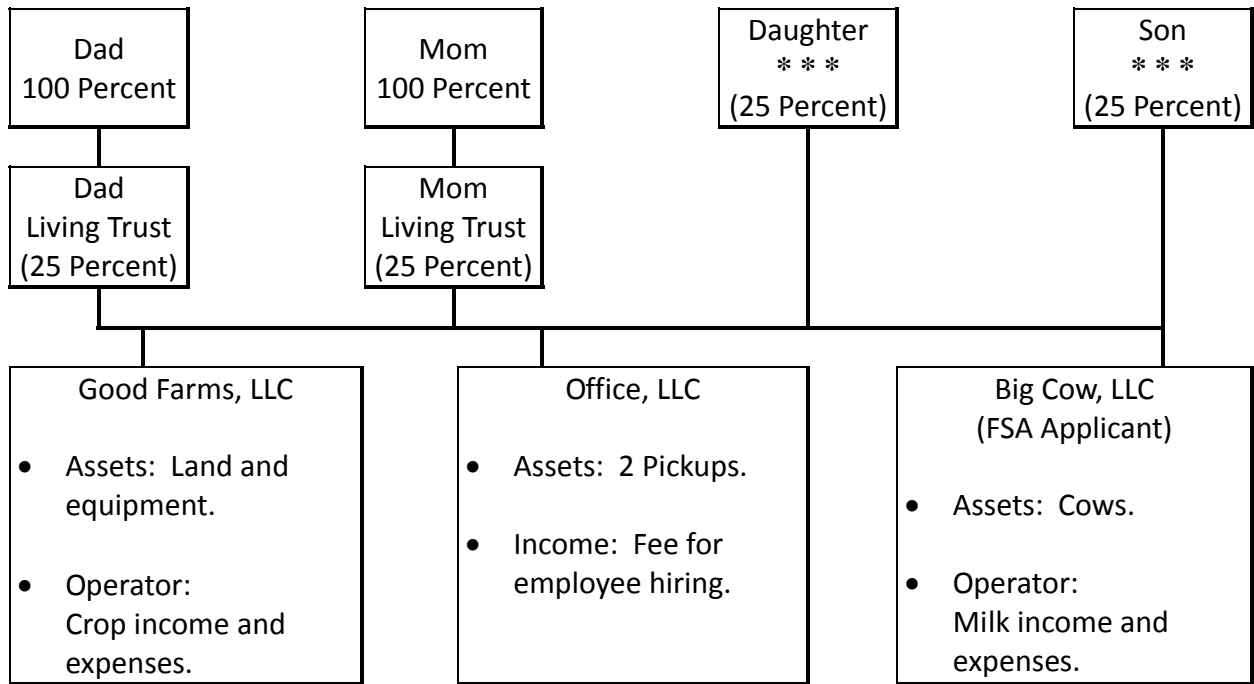 Dad
100 Percent
Mom
100 Percent
Daughter
* * *
(25 Percent)
Son
* * *
(25 Percent)
Dad
Living Trust
(25 Percent)
Mom
Living Trust
(25 Percent)
Good Farms, LLC
• Assets: Land and
equipment.
• Operator:
Crop income and
expenses.
Office, LLC
• Assets: 2 Pickups.
• Income: Fee for
employee hiring.
Big Cow, LLC
(FSA Applicant)
• Assets: Cows.
• Operator:
Milk income and
expenses.